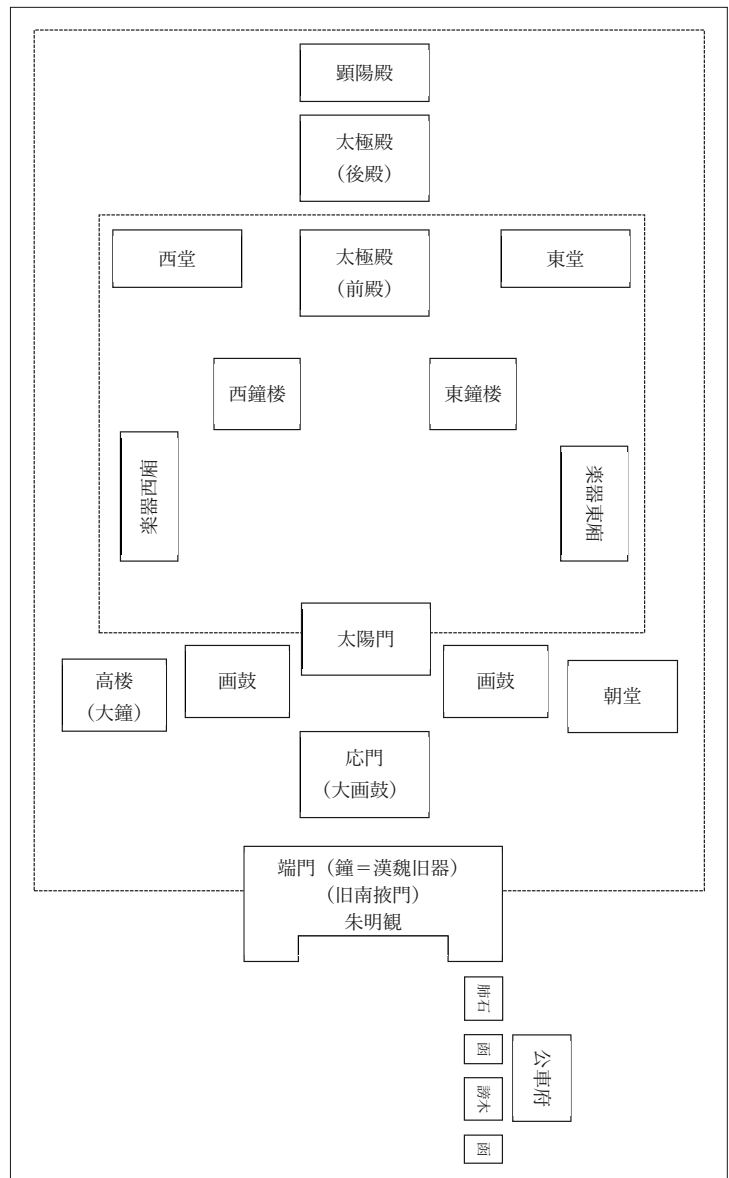 顕陽殿
太極殿
（後殿）
西堂
太極殿
（前殿）
東堂
西鐘楼
東鐘楼
楽器西廂
楽器東廂
太陽門
高楼
（大鐘）
画鼓
画鼓
朝堂
応門
（大画鼓）
端門（鐘＝漢魏旧器）
（旧南掖門）
朱明観
肺石
函
謗木
函
公車府